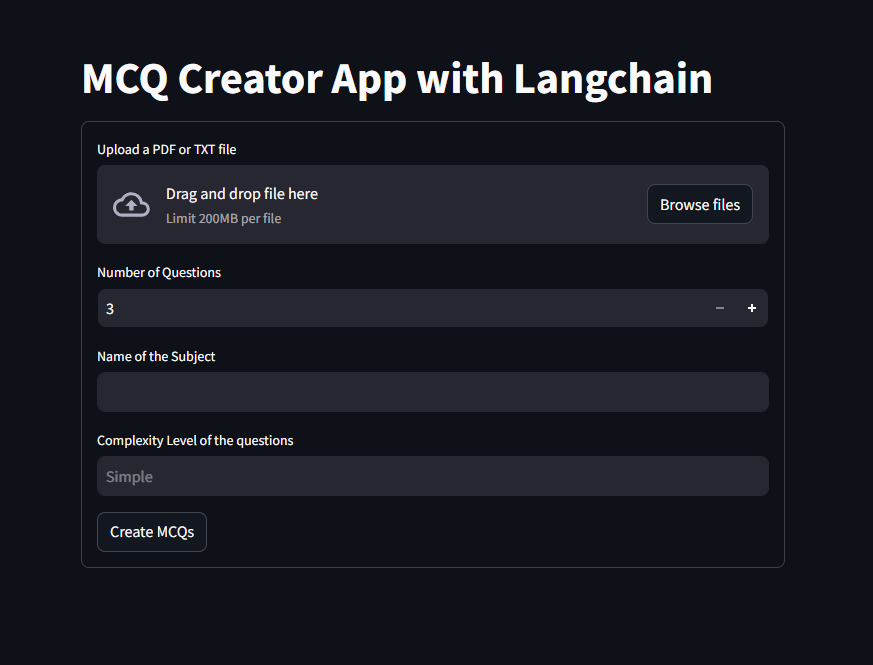 MCQ Creator App with Langchain
Upload a PDF or TXT file
Drag and drop file here
Limit 200MB per file
Browse files
Number of Questions
3
Name of the Subject
Complexity Level of the questions
Simple
Create MCQs